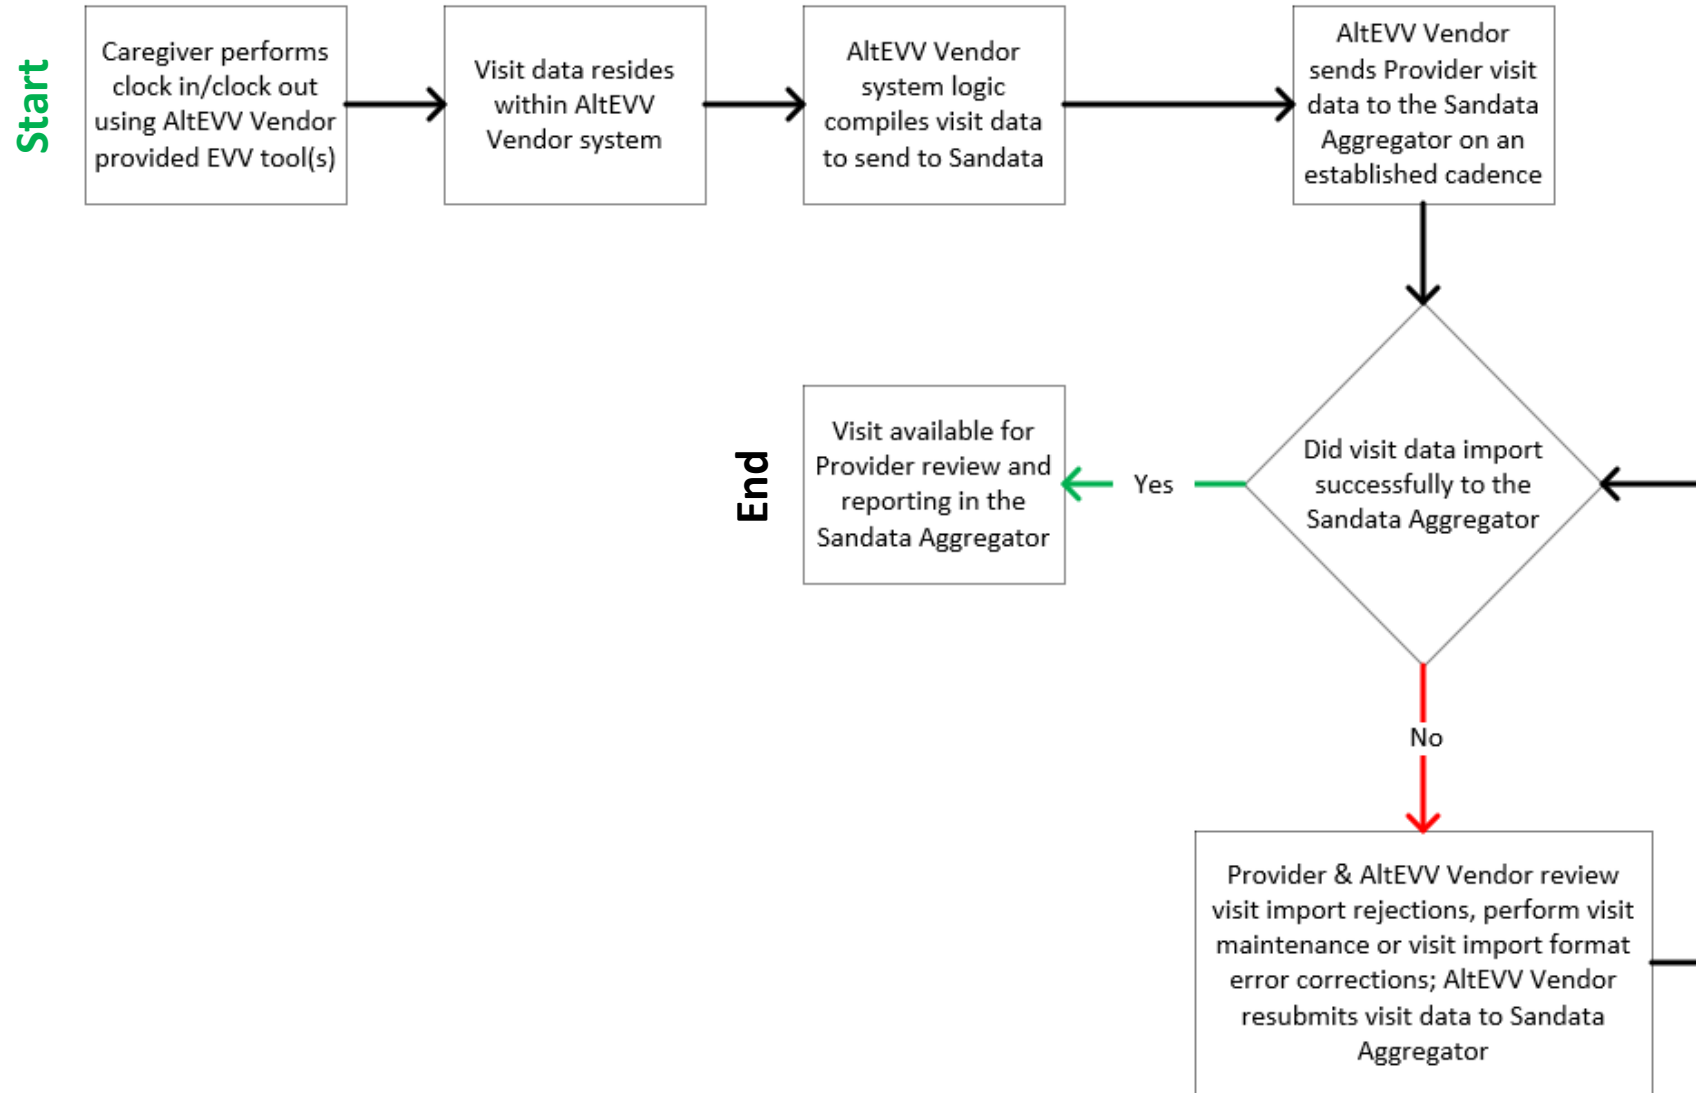 Start
Caregiver performs
clock in/clock out
using AltEVV Vendor
provided EVV tool(s)
Visit data resides
within AltEVV
Vendor system
AltEVV Vendor
system logic
compiles visit data
to send to Sandata
AltEVV Vendor
sends Provider visit
data to the Sandata
Aggregator on an
established cadence
Did visit data import
successfully to the
Sandata Aggregator
Yes
End
Visit available for
Provider review and
reporting in the
Sandata Aggregator
No
Provider & AltEVV Vendor review
visit import rejections, perform visit
maintenance or visit import format
error corrections; AltEVV Vendor
resubmits visit data to Sandata
Aggregator